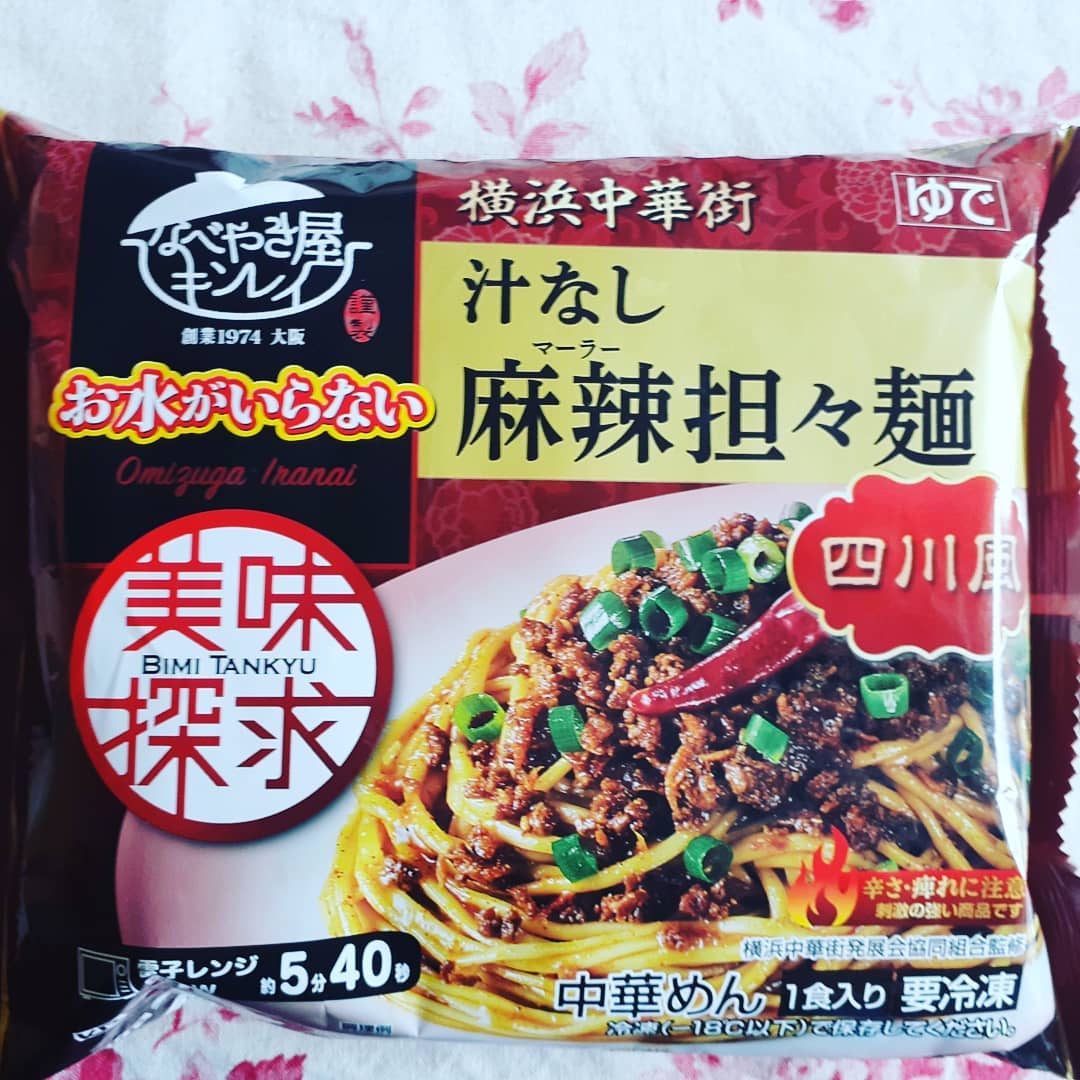 なべやき屋
キンレイ
謹製
創業1974 大阪
お水がいらない
Omizuga Iranai
横浜中華街
ゆで
汁なし
マーラー
麻辣担々麺
四川風
美味
BIMI TANKYU
探求
辛さ・痺れに注意
刺激の強い商品です
横浜中華街発展会協同組合監修
電子レンジ
約5分40秒
中華めん 1食入り 要冷凍
冷凍(−18℃以下)で保存してください。
調理例